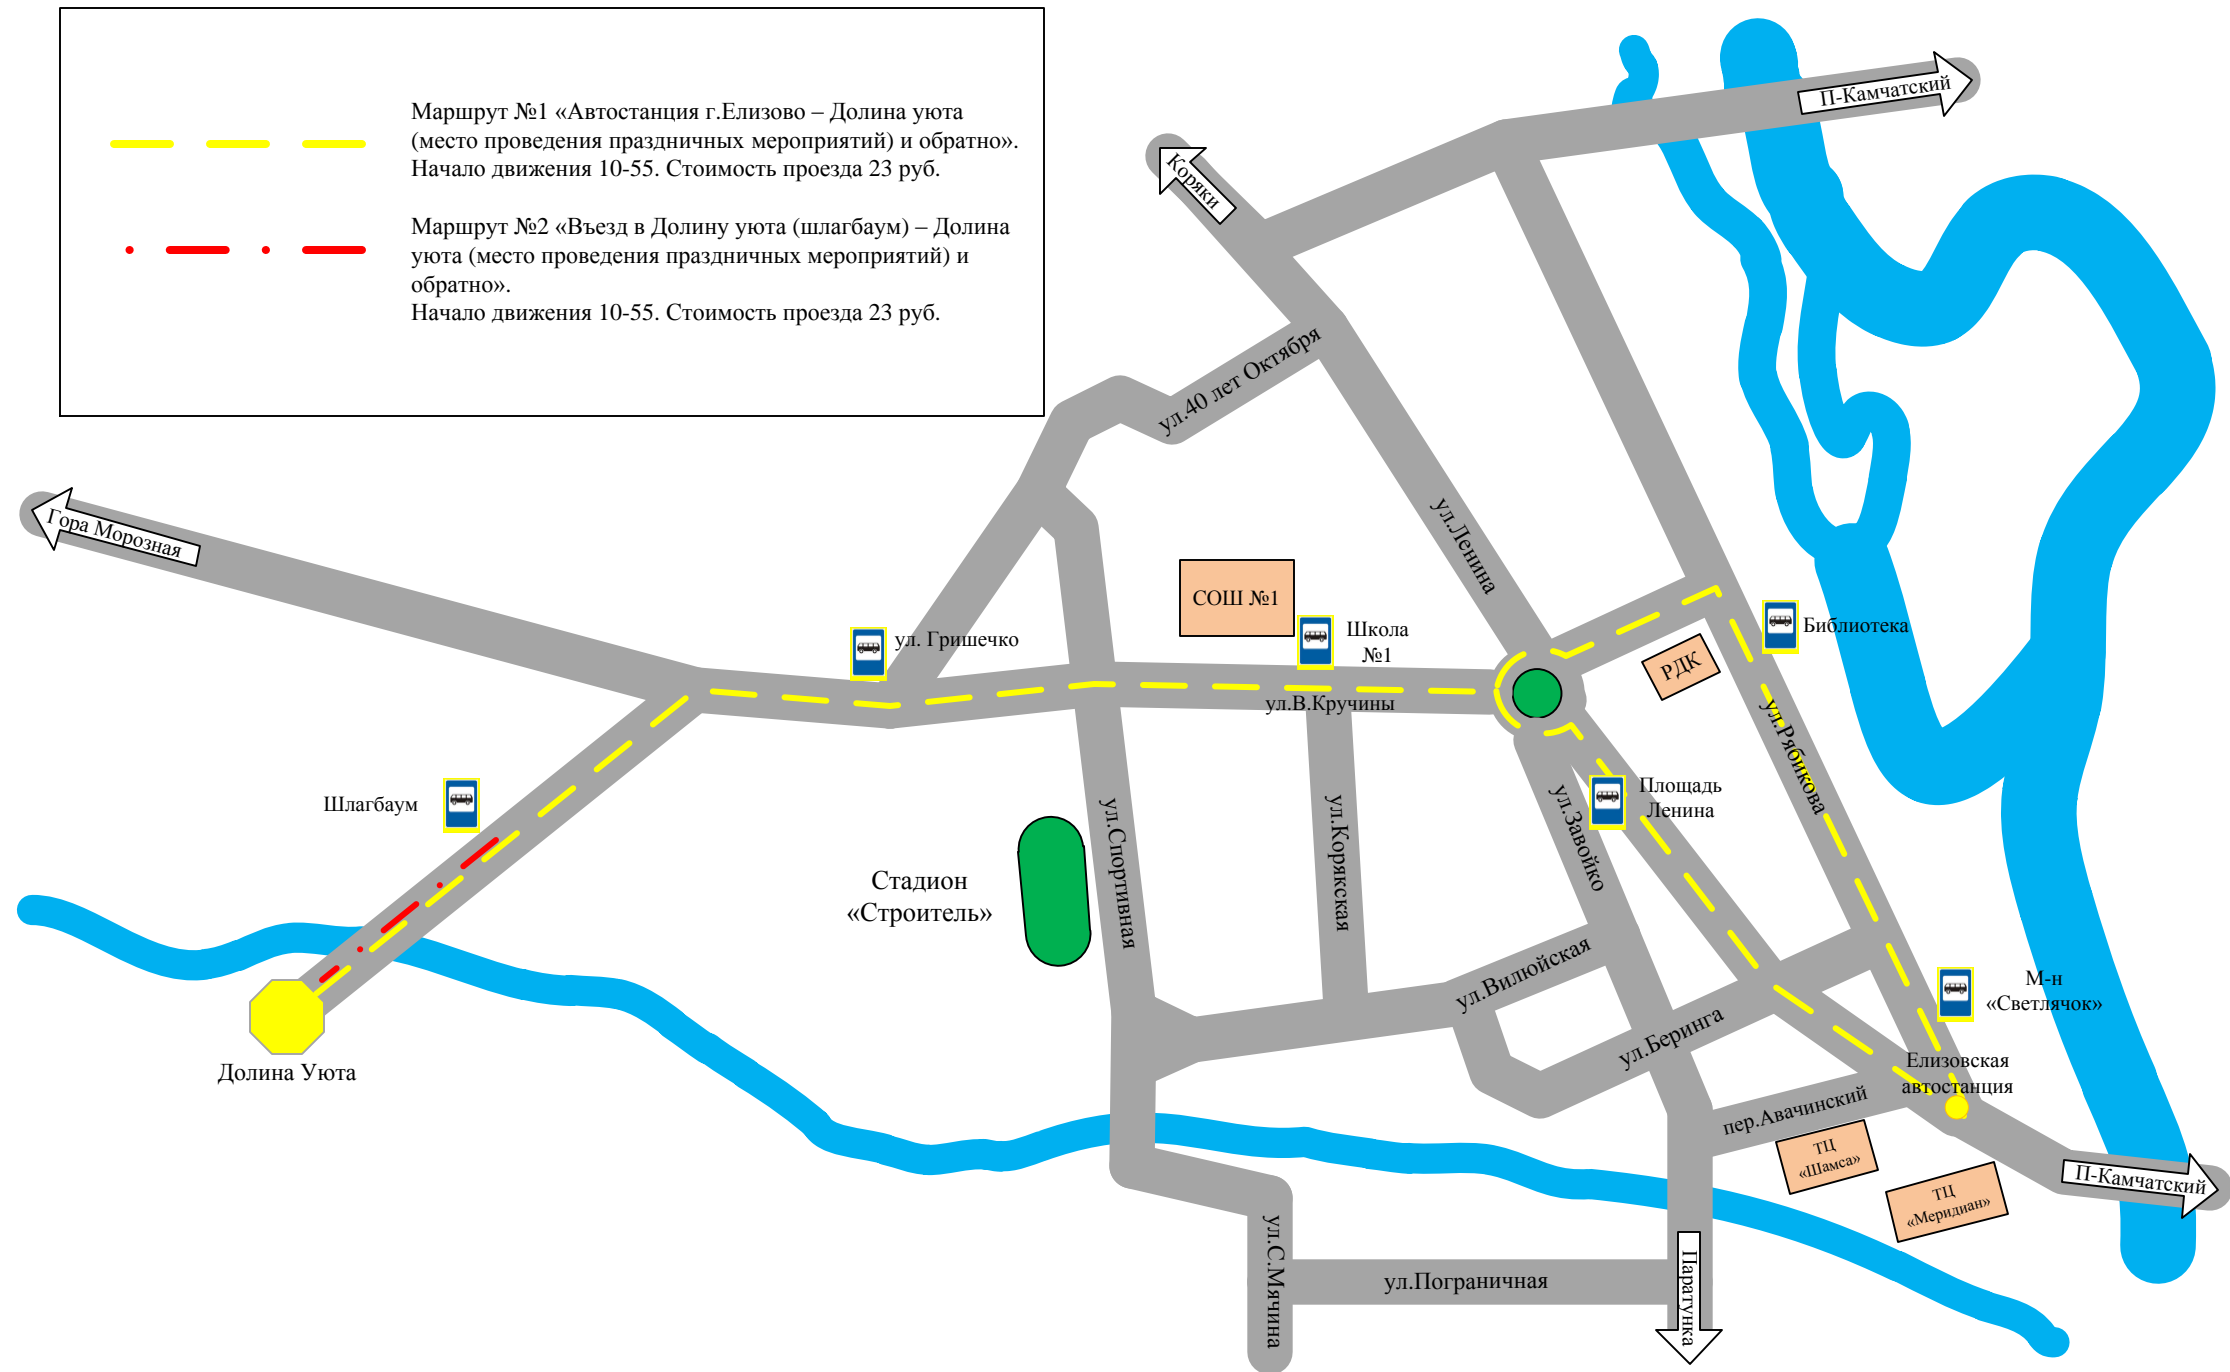 Маршрут №1 «Автостанция г.Елизово – Долина уюта
(место проведения праздничных мероприятий) и обратно».
Начало движения 10-55. Стоимость проезда 23 руб.
Маршрут №2 «Въезд в Долину уюта (шлагбаум) – Долина
уюта (место проведения праздничных мероприятий) и
обратно».
Начало движения 10-55. Стоимость проезда 23 руб.
П-Камчатский
Коряки
ул.40 лет Октября
Гора Морозная
ул.Ленина
СОШ №1
ул. Гришечко
Школа
№1
Библиотека
РДК
ул.В.Кручины
ул.Рябикова
Шлагбаум
Площадь
Ленина
ул.Завойко
ул.Спортивная
ул.Корякская
Стадион
«Строитель»
ул.Вилюйская
М-н
«Светлячок»
ул.Беринга
Елизовская
автостанция
Долина Уюта
пер.Авачинский
ТЦ
«Шамса»
ТЦ
«Меридиан»
П-Камчатский
ул.С.Мячина
ул.Пограничная
Паратунка